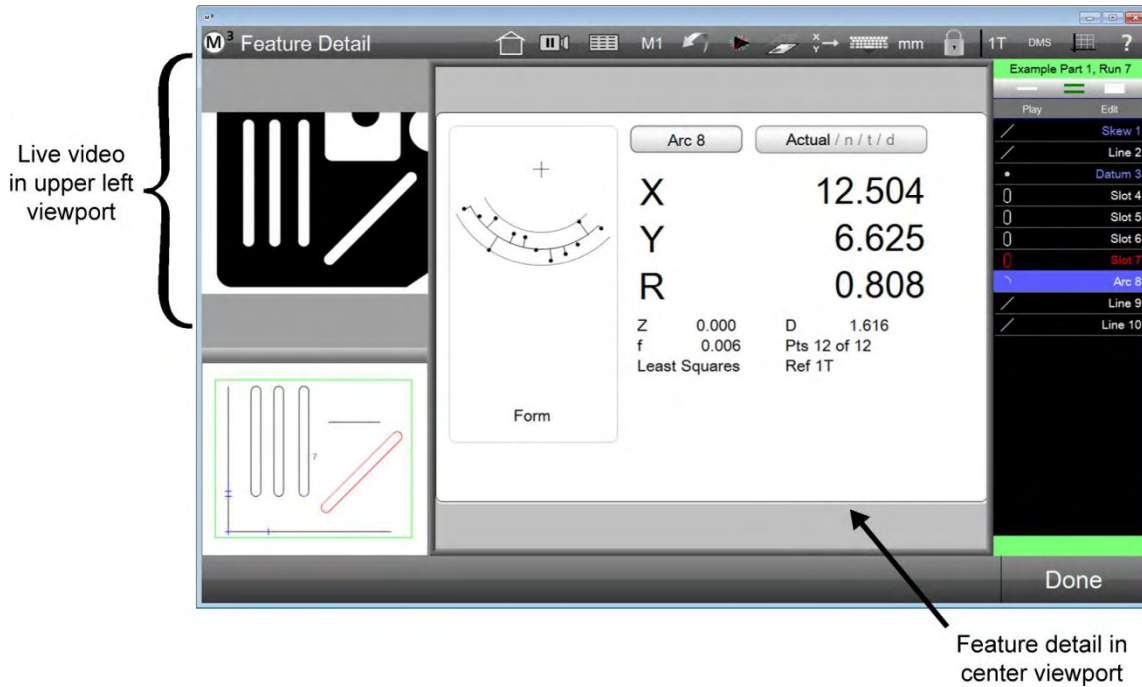 M³ Feature Detail
M1
X
Y
mm
1T
DMS
?
Live video
in upper left
viewport
Arc 8
Actual / n / t / d
X 12.504
Y 6.625
R 0.808
Z 0.000 D 1.616
f 0.006 Pts 12 of 12
Least Squares Ref 1T
Form
7
Example Part 1, Run 7
Play Edit
Skew 1
Line 2
Datum 3
Slot 4
Slot 5
Slot 6
Slot 7
Arc 8
Line 9
Line 10
Done
Feature detail in
center viewport